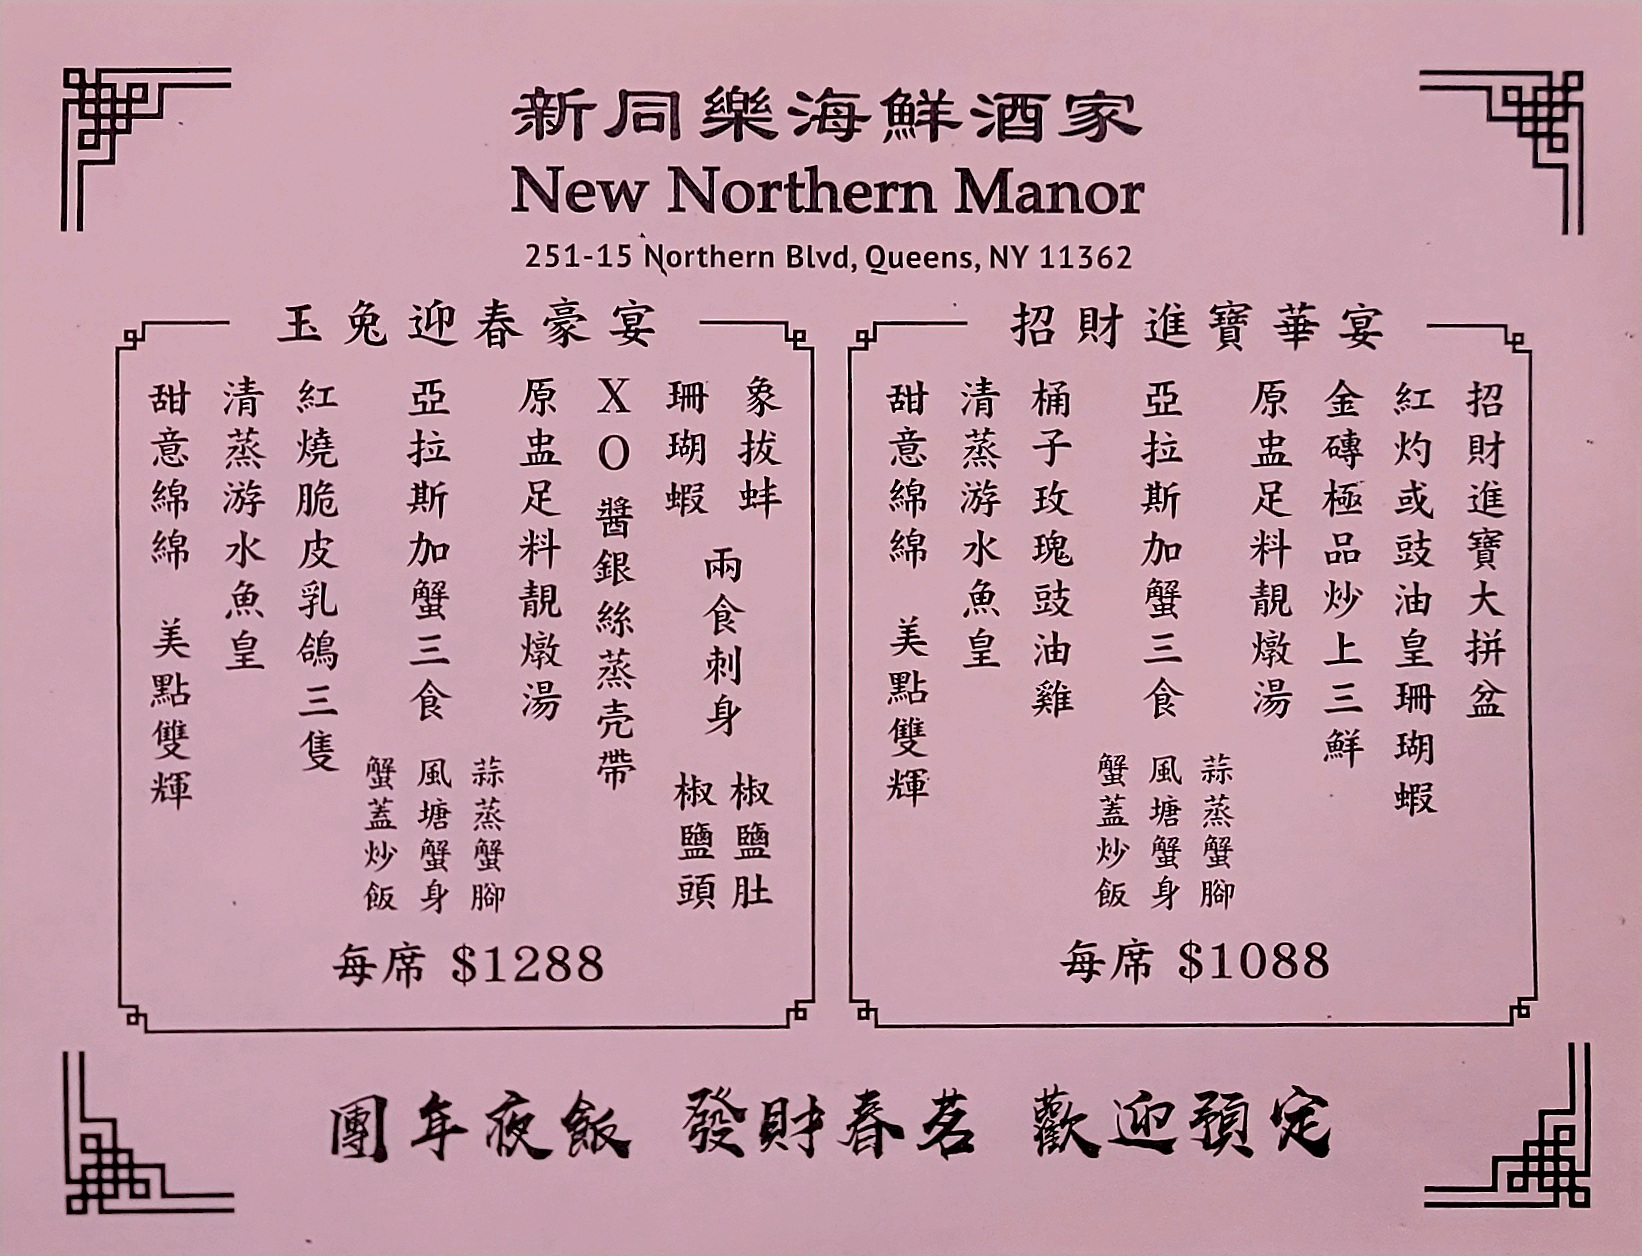 新同樂海鮮酒家
New Northern Manor
251-15 Northern Blvd, Queens, NY 11362
招財進寶華宴
招財進寶大拼盆
紅灼或豉油皇珊瑚蝦
金磚極品炒上三鮮
原盅足料靚燉湯
亞拉斯加蟹三食
蒜蒸蟹腳
風塘蟹身
蟹蓋炒飯
桶子玫瑰豉油雞
清蒸游水魚皇
甜意綿綿 美點雙輝
每席 $1088
玉兔迎春豪宴
象拔蚌
珊瑚蝦
兩食刺身
椒鹽肚
椒鹽頭
XO醬銀絲蒸壳帶
原盅足料靚燉湯
亞拉斯加蟹三食
蒜蒸蟹腳
風塘蟹身
蟹蓋炒飯
紅燒脆皮乳鴿三隻
清蒸游水魚皇
甜意綿綿 美點雙輝
每席 $1288
團年夜飯 發財春茗 歡迎預定